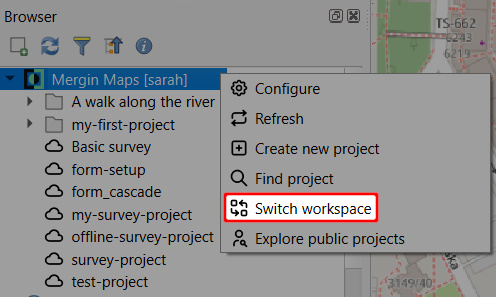 Browser
Mergin Maps [sarah]
A walk along the river
my-first-project
Basic survey
form-setup
form_cascade
my-survey-project
offline-survey-project
survey-project
test-project
Configure
Refresh
Create new project
Find project
Switch workspace
Explore public projects
TS-662
6243
6219